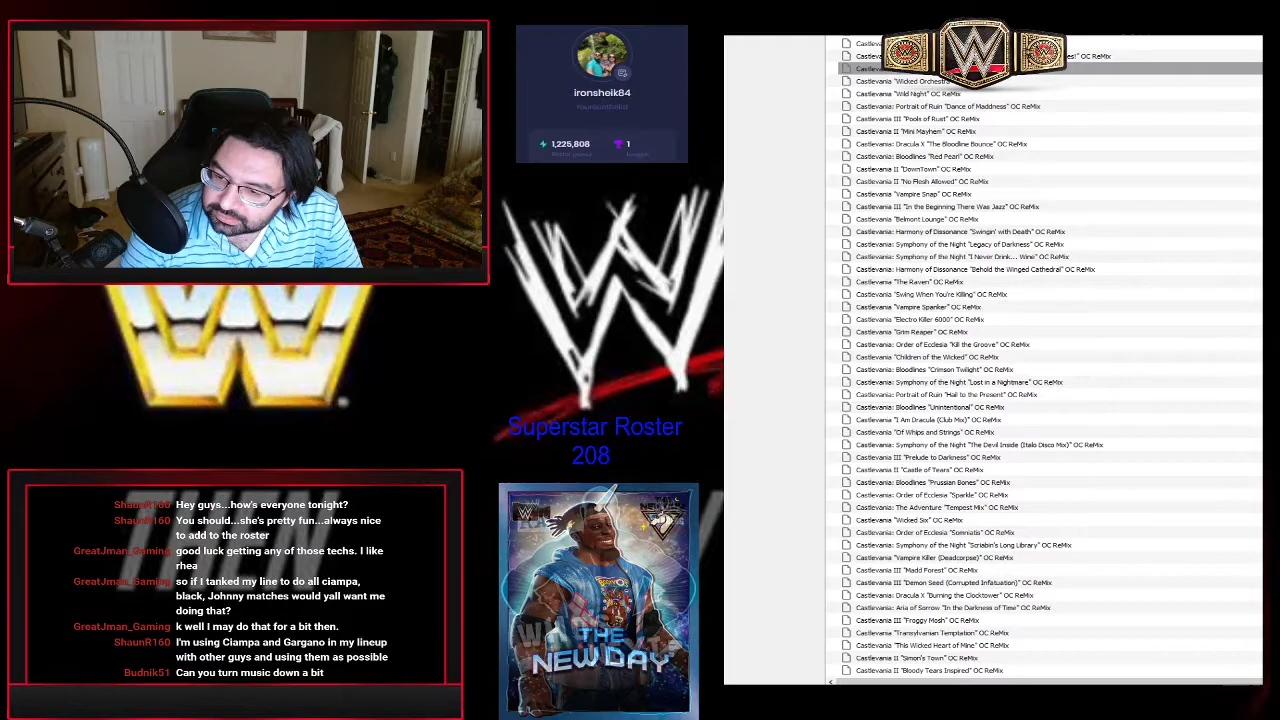 ironsheik84
1,225,808
1
Superstar Roster
208
THE
NEW DAY
ShaunR160 Hey guys...how's everyone tonight?
ShaunR160 You should...she's pretty fun...always nice
to add to the roster
GreatJman_Gaming good luck getting any of those techs. I like
rhea
GreatJman_Gaming so if I tanked my line to do all ciampa,
black, Johnny matches would yall want me
doing that?
GreatJman_Gaming k well I may do that for a bit then.
ShaunR160 I'm using Ciampa and Gargano in my lineup
with other guys and using them as possible
Budnik51 Can you turn music down a bit
es!" OC ReMix
Castlevania "Wicked Orchestra
Castlevania "Wild Night" OC ReMix
Castlevania: Portrait of Ruin "Dance of Maddness" OC ReMix
Castlevania III "Pools of Rust" OC ReMix
Castlevania II "Mini Mayhem" OC ReMix
Castlevania: Dracula X "The Bloodline Bounce" OC ReMix
Castlevania: Bloodlines "Red Pearl" OC ReMix
Castlevania II "DownTown" OC ReMix
Castlevania II "No Flesh Allowed" OC ReMix
Castlevania "Vampire Snap" OC ReMix
Castlevania III "In the Beginning There Was Jazz" OC ReMix
Castlevania "Belmont Lounge" OC ReMix
Castlevania: Harmony of Dissonance "Swingin' with Death" OC ReMix
Castlevania: Symphony of the Night "Legacy of Darkness" OC ReMix
Castlevania: Symphony of the Night "I Never Drink... Wine" OC ReMix
Castlevania: Harmony of Dissonance "Behold the Winged Cathedral" OC ReMix
Castlevania "The Raven" OC ReMix
Castlevania "Swing When You're Killing" OC ReMix
Castlevania "Vampire Spanker" OC ReMix
Castlevania "Electro Killer 6000" OC ReMix
Castlevania "Grim Reaper" OC ReMix
Castlevania: Order of Ecclesia "Kill the Groove" OC ReMix
Castlevania "Children of the Wicked" OC ReMix
Castlevania: Bloodlines "Crimson Twilight" OC ReMix
Castlevania: Symphony of the Night "Lost in a Nightmare" OC ReMix
Castlevania: Portrait of Ruin "Hail to the Present" OC ReMix
Castlevania: Bloodlines "Unintentional" OC ReMix
Castlevania "I Am Dracula (Club Mix)" OC ReMix
Castlevania "Of Whips and Strings" OC ReMix
Castlevania: Symphony of the Night "The Devil Inside (Italo Disco Mix)" OC ReMix
Castlevania III "Prelude to Darkness" OC ReMix
Castlevania II "Castle of Tears" OC ReMix
Castlevania: Bloodlines "Prussian Bones" OC ReMix
Castlevania: Order of Ecclesia "Sparkle" OC ReMix
Castlevania: The Adventure "Tempest Mix" OC ReMix
Castlevania "Wicked Six" OC ReMix
Castlevania: Order of Ecclesia "Somniatis" OC ReMix
Castlevania: Symphony of the Night "Scriabin's Long Library" OC ReMix
Castlevania "Vampire Killer (Deadcorpse)" OC ReMix
Castlevania III "Madd Forest" OC ReMix
Castlevania III "Demon Seed (Corrupted Infatuation)" OC ReMix
Castlevania: Dracula X "Burning the Clocktower" OC ReMix
Castlevania: Aria of Sorrow "In the Darkness of Time" OC ReMix
Castlevania III "Froggy Mosh" OC ReMix
Castlevania "Transylvanian Temptation" OC ReMix
Castlevania "This Wicked Heart of Mine" OC ReMix
Castlevania II "Simon's Town" OC ReMix
Castlevania II "Bloody Tears Inspired" OC ReMix